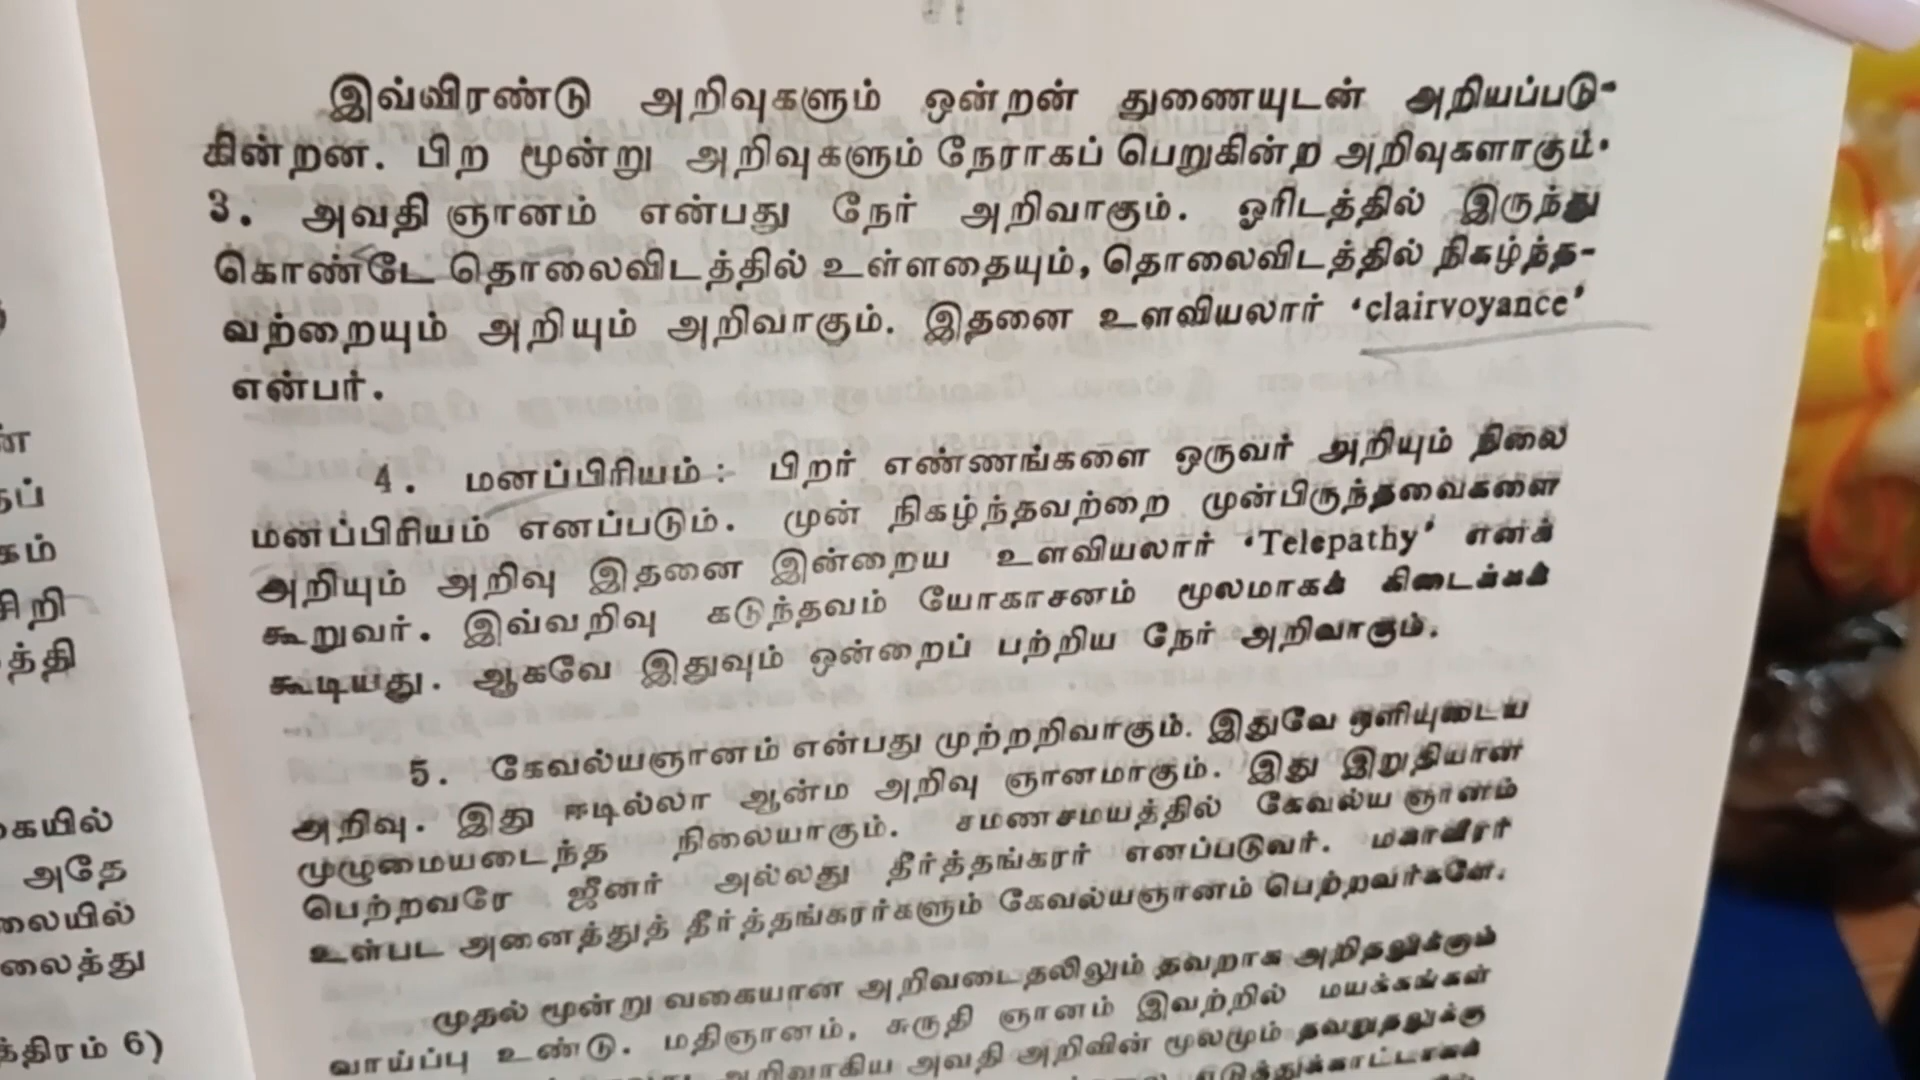 இவ்விரண்டு அறிவுகளும் ஒன்றன் துணையுடன் அறியப்படு-
கின்றன. பிற மூன்று அறிவுகளும் நேராகப் பெறுகின்ற அறிவுகளாகும்.
3. அவதி ஞானம் என்பது நேர் அறிவாகும். ஓரிடத்தில் இருந்து
கொண்டே தொலைவிடத்தில் உள்ளதையும், தொலைவிடத்தில் நிகழ்ந்த-
வற்றையும் அறியும் அறிவாகும். இதனை உளவியலார் ‘clairvoyance’
என்பர்.
4. மனப்பிரியம் : பிறர் எண்ணங்களை ஒருவர் அறியும் நிலை
மனப்பிரியம் எனப்படும். முன் நிகழ்ந்தவற்றை முன்பிருந்தவைகளை
அறியும் அறிவு இதனை இன்றைய உளவியலார் ‘Telepathy’ எனக்
கூறுவர். இவ்வறிவு கடுந்தவம் யோகாசனம் மூலமாகக் கிடைக்கக்
கூடியது. ஆகவே இதுவும் ஒன்றைப் பற்றிய நேர் அறிவாகும்.
5. கேவல்யஞானம் என்பது முற்றறிவாகும். இதுவே ஒளியுடைய
அறிவு. இது ஈடில்லா ஆன்ம அறிவு ஞானமாகும். இது இறுதியான
முழுமையடைந்த நிலையாகும். சமணசமயத்தில் கேவல்ய ஞானம்
பெற்றவரே ஜீனர் அல்லது தீர்த்தங்கரர் எனப்படுவர். மகாவீரர்
உள்பட அனைத்துத் தீர்த்தங்கரர்களும் கேவல்யஞானம் பெற்றவர்களே.
முதல் மூன்று வகையான அறிவடைதலிலும் தவறாக அறிதலுக்கும்
வாய்ப்பு உண்டு. மதிஞானம், சுருதி ஞானம் இவற்றில் மயக்கங்கள்
அறிவாகிய அவதி அறிவின் மூலமும் தவறுதலுக்கு
எடுத்துக்காட்டாகக்
கம்
சிறி
த்தி
கையில்
அதே
லையில்
லைத்து
த்திரம் 6)